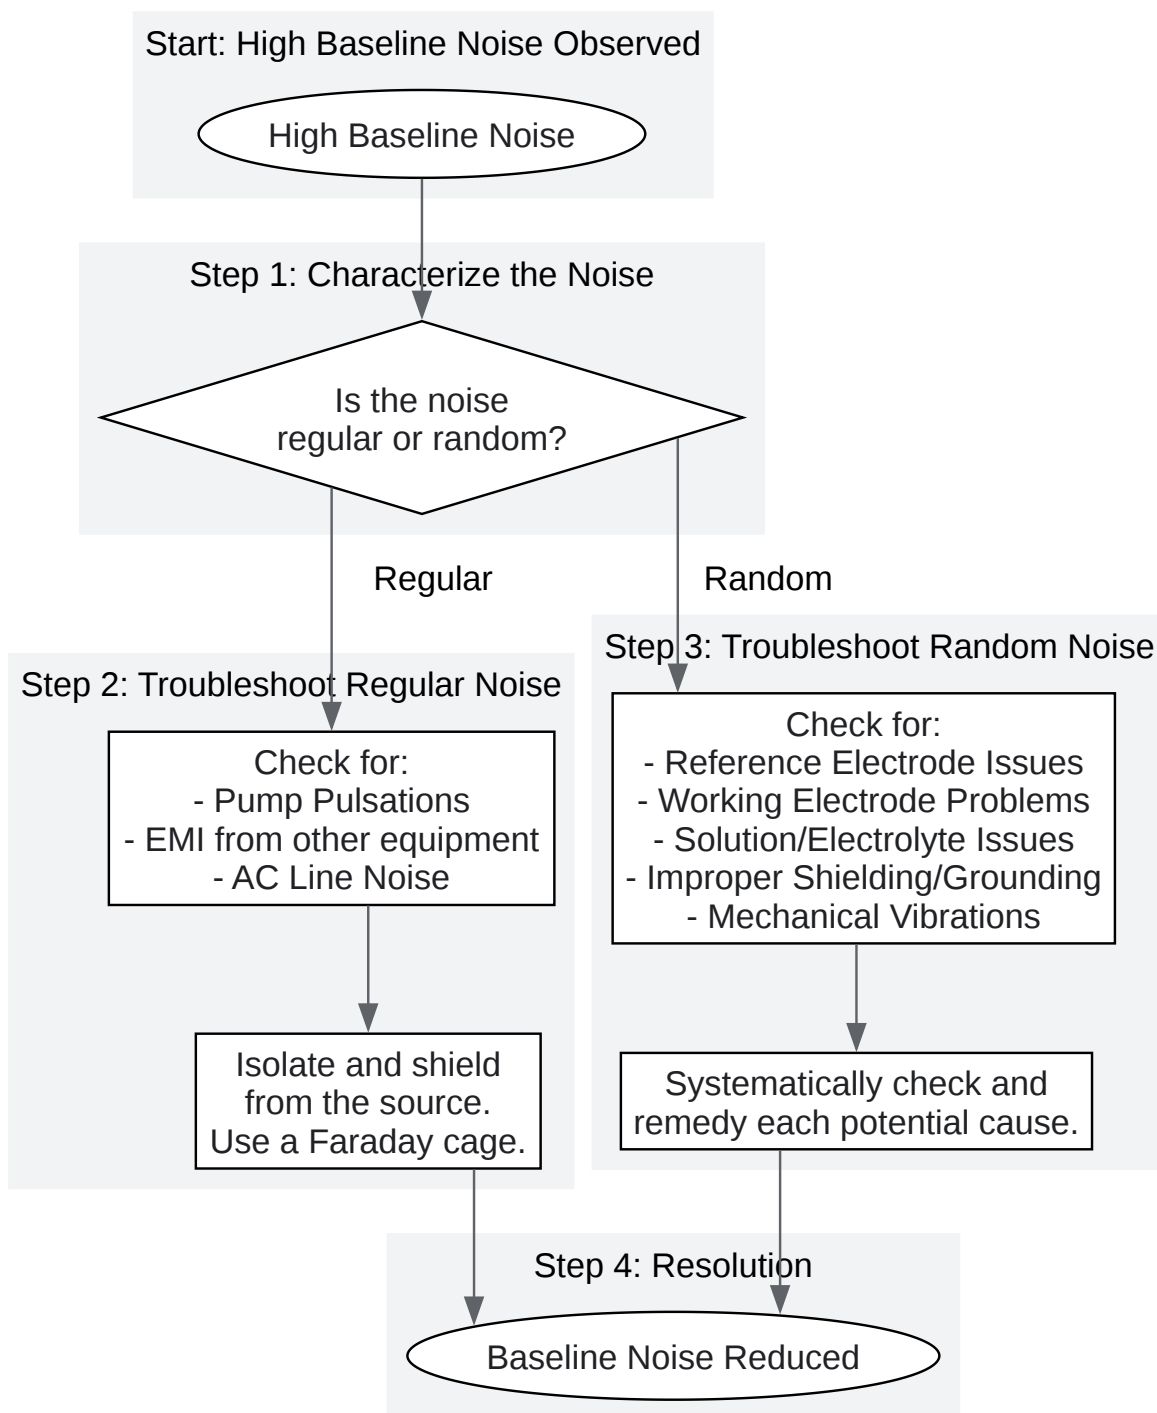 Start: High Baseline Noise Observed
High Baseline Noise
Step 1: Characterize the Noise
Is the noise
regular or random?
Regular
Random
Step 2: Troubleshoot Regular Noise
Check for:
- Pump Pulsations
- EMI from other equipment
- AC Line Noise
Isolate and shield
from the source.
Use a Faraday cage.
Step 3: Troubleshoot Random Noise
Check for:
- Reference Electrode Issues
- Working Electrode Problems
- Solution/Electrolyte Issues
- Improper Shielding/Grounding
- Mechanical Vibrations
Systematically check and
remedy each potential cause.
Step 4: Resolution
Baseline Noise Reduced